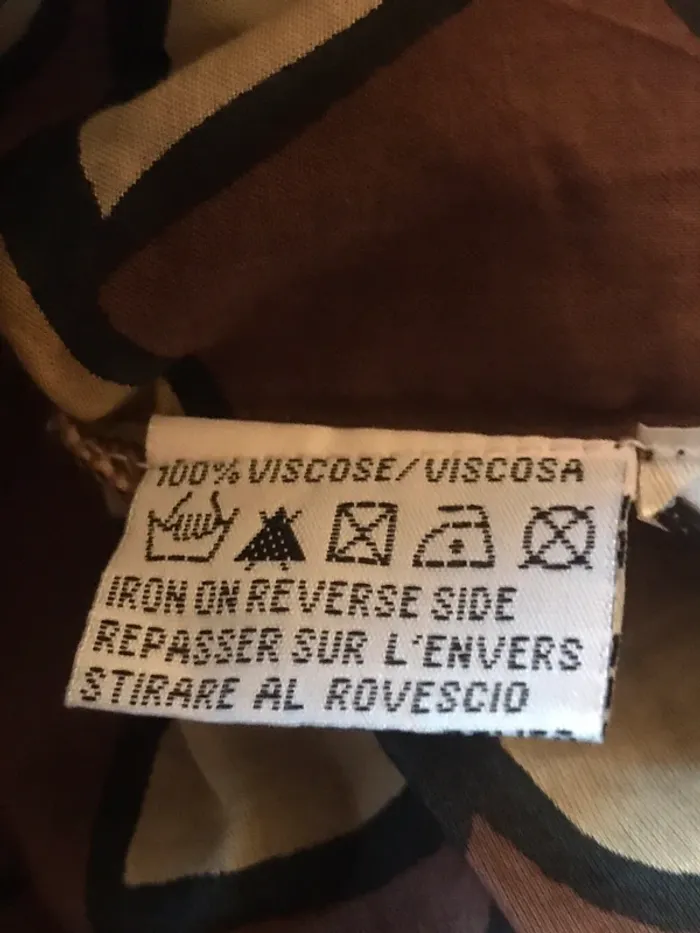 100% VISCOSE/VISCOSA
IRON ON REVERSE SIDE
REPASSER SUR L'ENVERS
STIRARE AL ROVESCIO